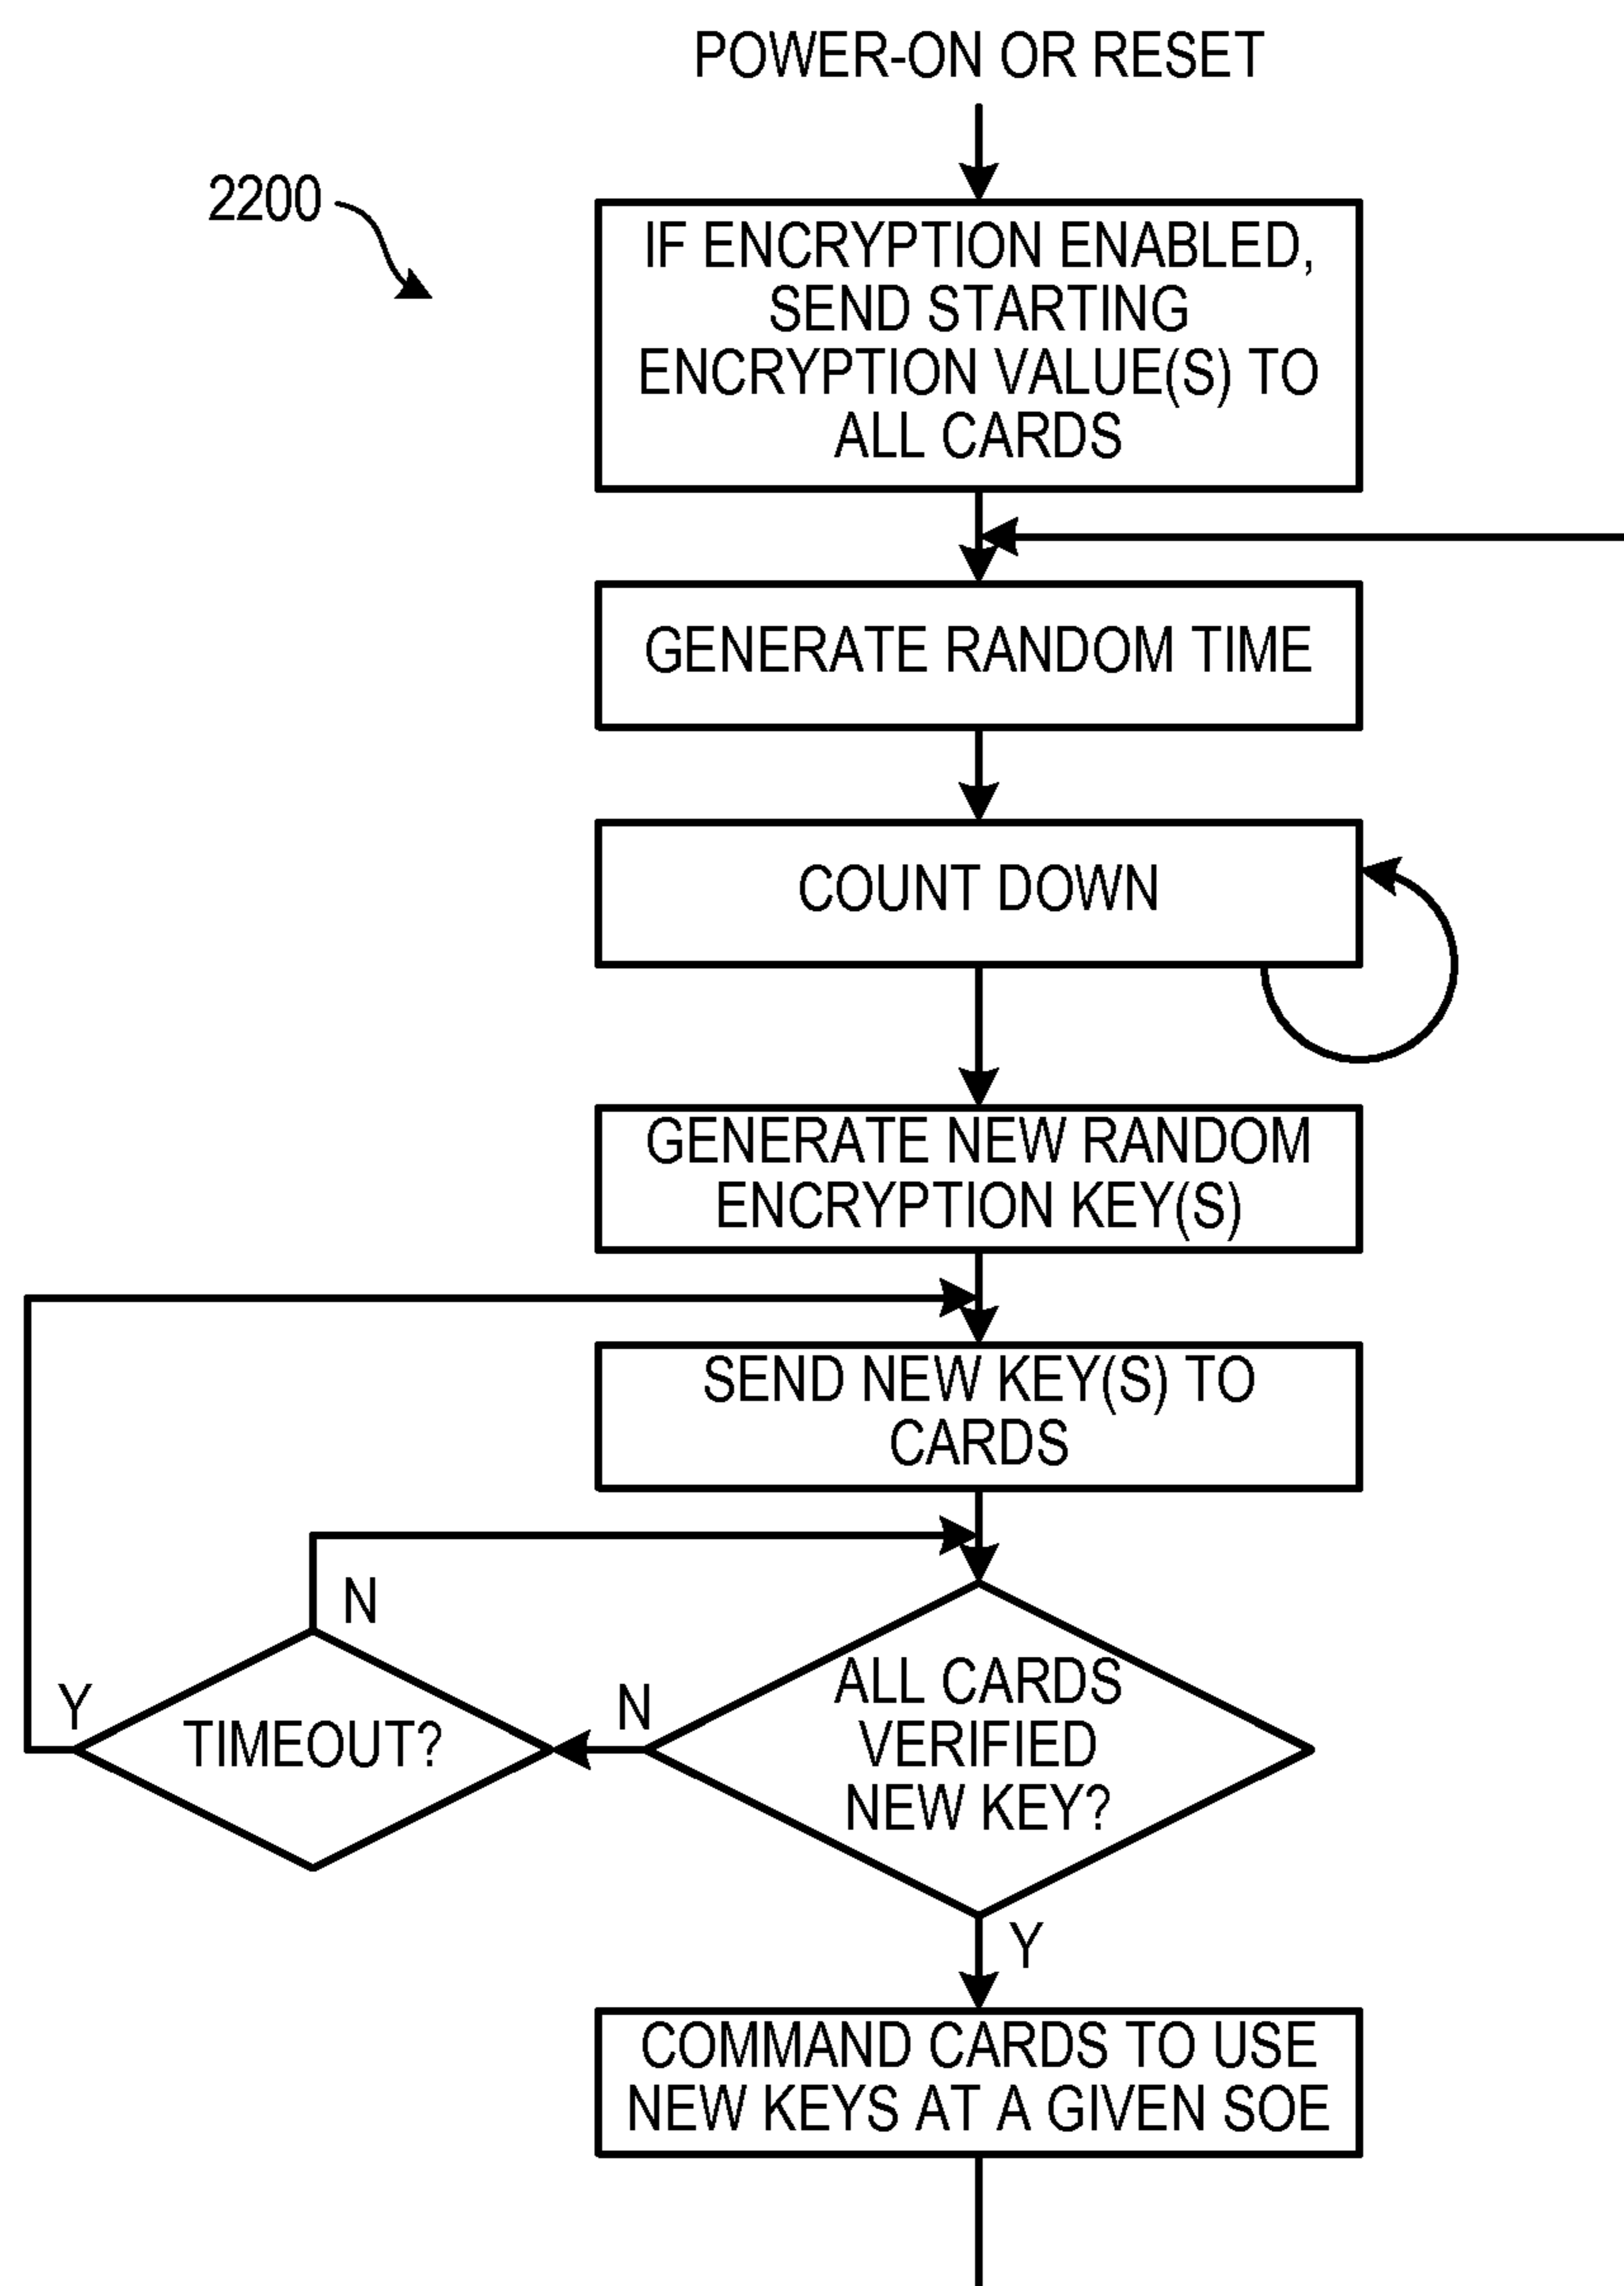 POWER-ON OR RESET
2200
IF ENCRYPTION ENABLED,
SEND STARTING
ENCRYPTION VALUE(S) TO
ALL CARDS
GENERATE RANDOM TIME
COUNT DOWN
GENERATE NEW RANDOM
ENCRYPTION KEY(S)
SEND NEW KEY(S) TO
CARDS
N
Y
TIMEOUT?
N
ALL CARDS
VERIFIED
NEW KEY?
Y
COMMAND CARDS TO USE
NEW KEYS AT A GIVEN SOE